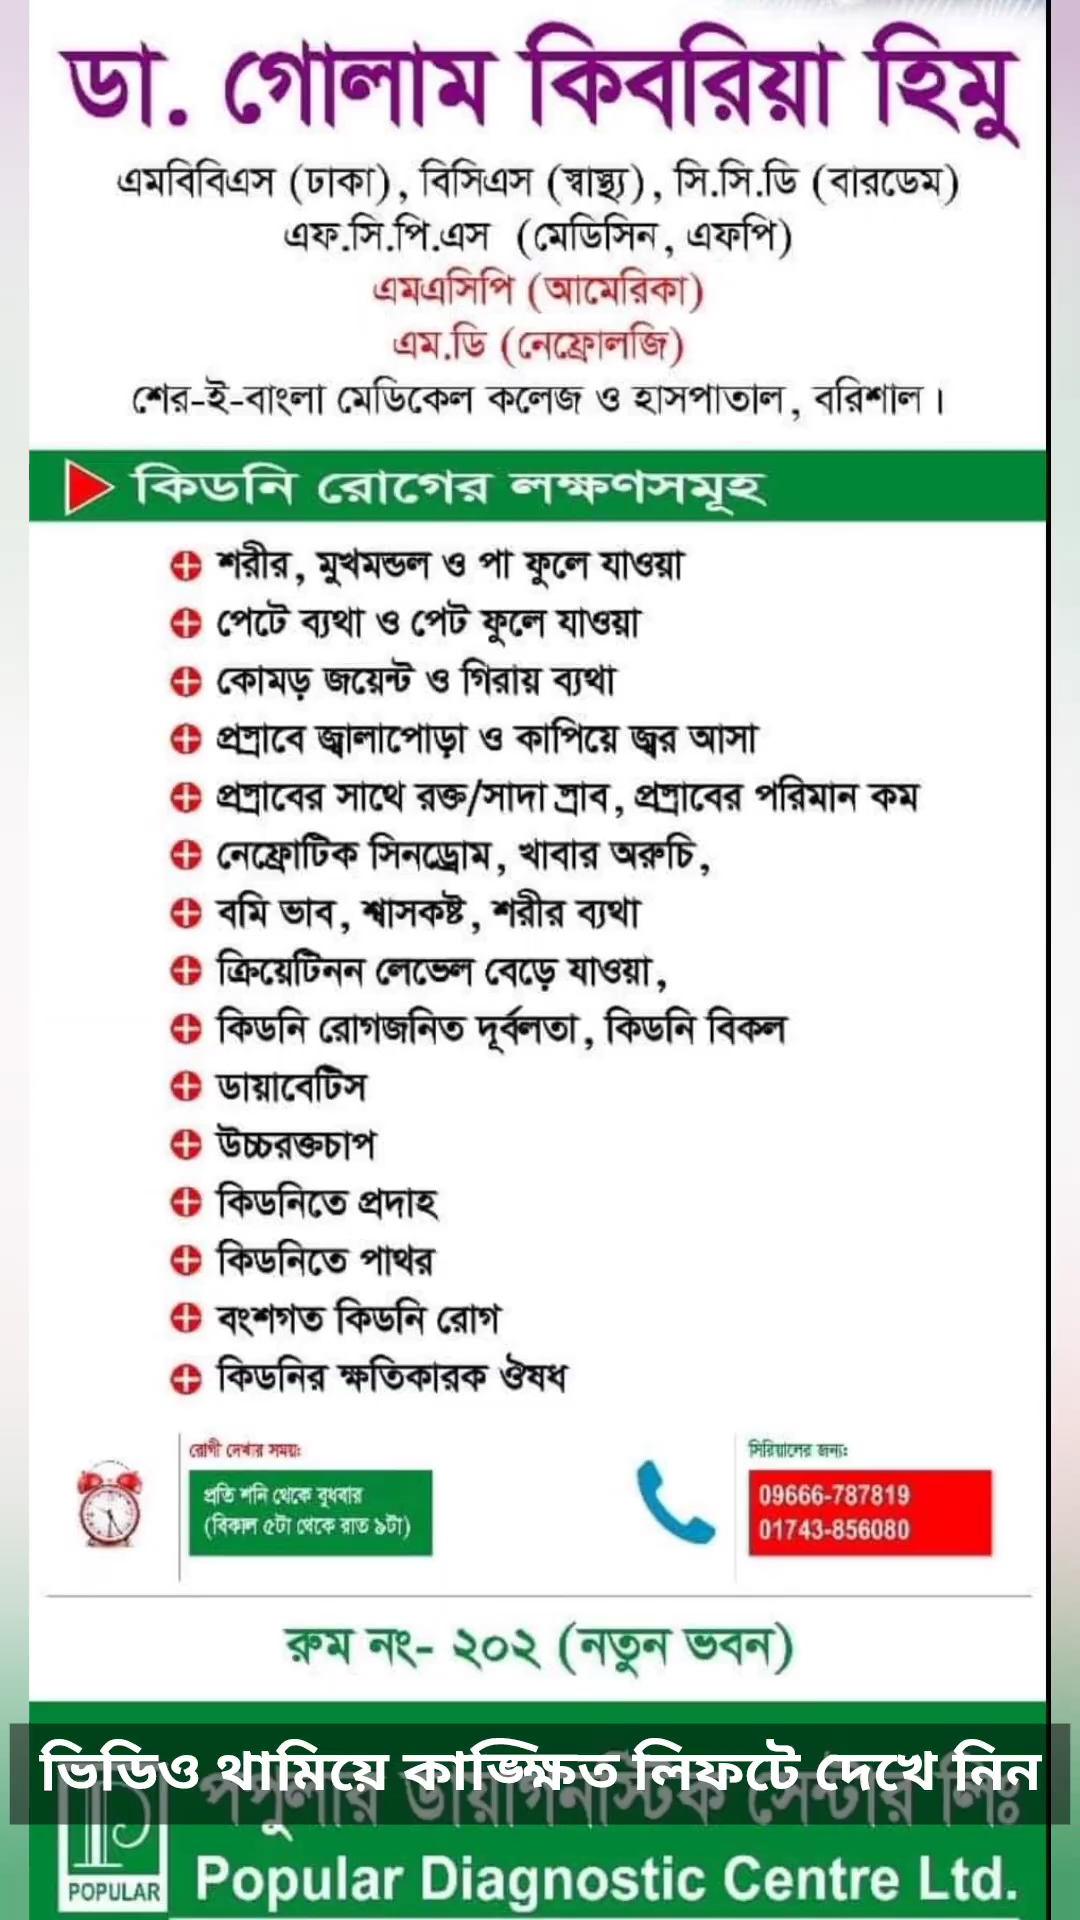 ডা. গোলাম কিবরিয়া হিমু
এমবিবিএস (ঢাকা), বিসিএস (স্বাস্থ্য), সি.সি.ডি (বারডেম)
এফ.সি.পি.এস (মেডিসিন, এফপি)
এমএসিপি (আমেরিকা)
এম.ডি (নেফ্রোলজি)
শের-ই-বাংলা মেডিকেল কলেজ ও হাসপাতাল, বরিশাল।
কিডনি রোগের লক্ষণসমূহ
শরীর, মুখমন্ডল ও পা ফুলে যাওয়া
পেটে ব্যথা ও পেট ফুলে যাওয়া
কোমড় জয়েন্ট ও গিরায় ব্যথা
প্রস্রাবে জ্বালাপোড়া ও কাপিয়ে জ্বর আসা
প্রস্রাবের সাথে রক্ত/সাদা স্রাব, প্রস্রাবের পরিমান কম
নেফ্রোটিক সিনড্রোম, খাবার অরুচি,
বমি ভাব, শ্বাসকষ্ট, শরীর ব্যথা
ক্রিয়েটিনন লেভেল বেড়ে যাওয়া,
কিডনি রোগজনিত দূর্বলতা, কিডনি বিকল
ডায়াবেটিস
উচ্চরক্তচাপ
কিডনিতে প্রদাহ
কিডনিতে পাথর
বংশগত কিডনি রোগ
কিডনির ক্ষতিকারক ঔষধ
রোগী দেখার সময়ঃ
প্রতি শনি থেকে বুধবার
(বিকাল ৫টা থেকে রাত ৯টা)
সিরিয়ালের জন্যঃ
09666-787819
01743-856080
রুম নং- ২০২ (নতুন ভবন)
ভিডিও থামিয়ে কাঙ্ক্ষিত লিফটে দেখে নিন
পপুলার ডায়াগনস্টিক সেন্টার লিঃ
Popular Diagnostic Centre Ltd.
POPULAR